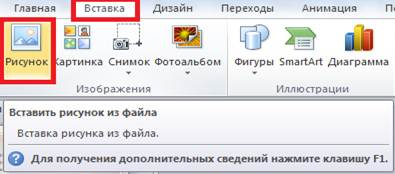 Главная Вставка Дизайн Переходы Анимация
Рисунок Картинка Снимок Фотоальбом Фигуры SmartArt Диаграмма
Изображения Иллюстрации
Вставить рисунок из файла
Вставка рисунка из файла.
Для получения дополнительных сведений нажмите клавишу F1.